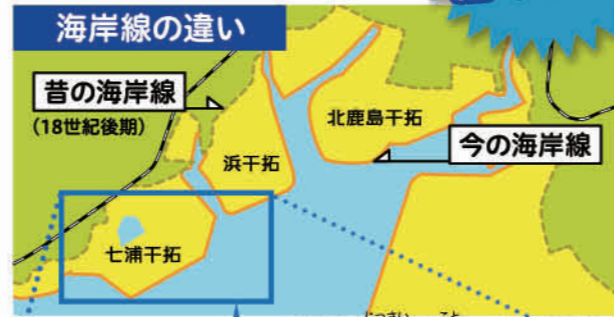 海岸線の違い
昔の海岸線
(18世紀後期)
北鹿島干拓
今の海岸線
浜干拓
七浦干拓